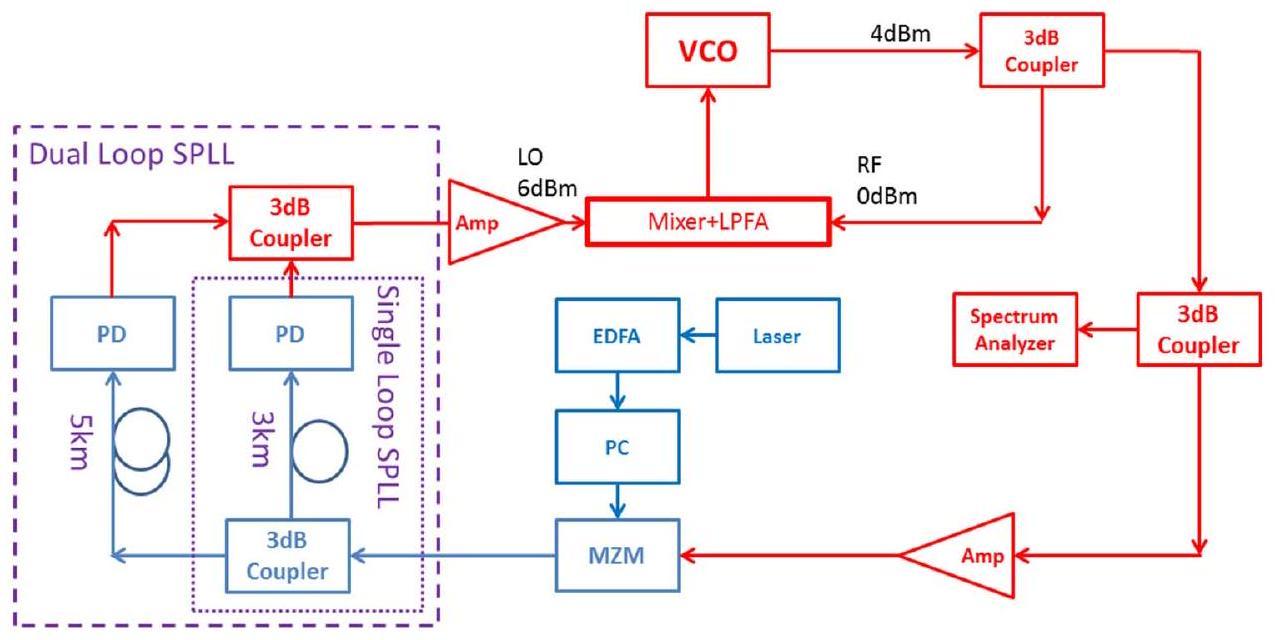 VCO
4dBm
3dB
Coupler
Dual Loop SPLL
LO
6dBm
RF
0dBm
3dB
Coupler
Amp
Mixer+LPFA
PD
PD
Single Loop SPLL
EDFA
Laser
Spectrum
Analyzer
3dB
Coupler
5km
3km
PC
3dB
Coupler
MZM
Amp